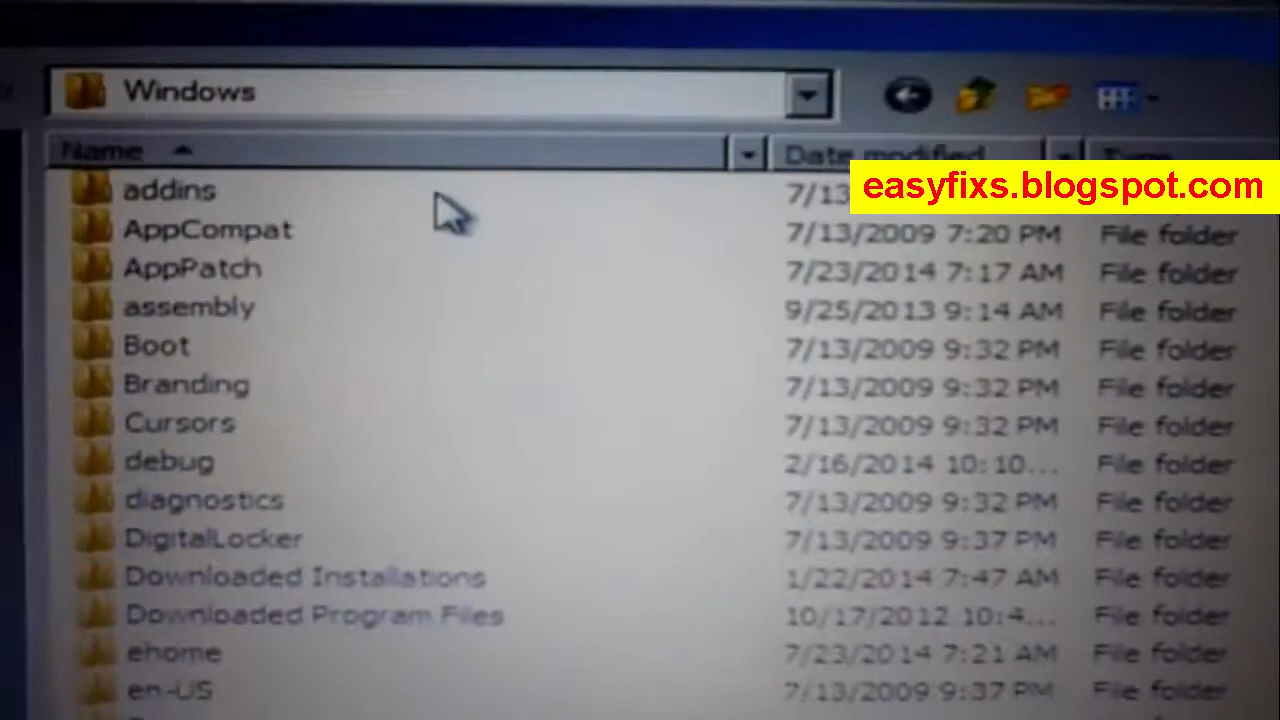 Windows
Name Date modified Type
easyfixs.blogspot.com
addins 7/13
AppCompat 7/13/2009 7:20 PM File folder
AppPatch 7/23/2014 7:17 AM File folder
assembly 9/25/2013 9:14 AM File folder
Boot 7/13/2009 9:32 PM File folder
Branding 7/13/2009 9:32 PM File folder
Cursors 7/13/2009 9:32 PM File folder
debug 2/16/2014 10:10... File folder
diagnostics 7/13/2009 9:32 PM File folder
DigitalLocker 7/13/2009 9:37 PM File folder
Downloaded Installations 1/22/2014 7:47 AM File folder
Downloaded Program Files 10/17/2012 10:4... File folder
ehome 7/23/2014 7:21 AM File folder
en-US 7/13/2009 9:37 PM File folder